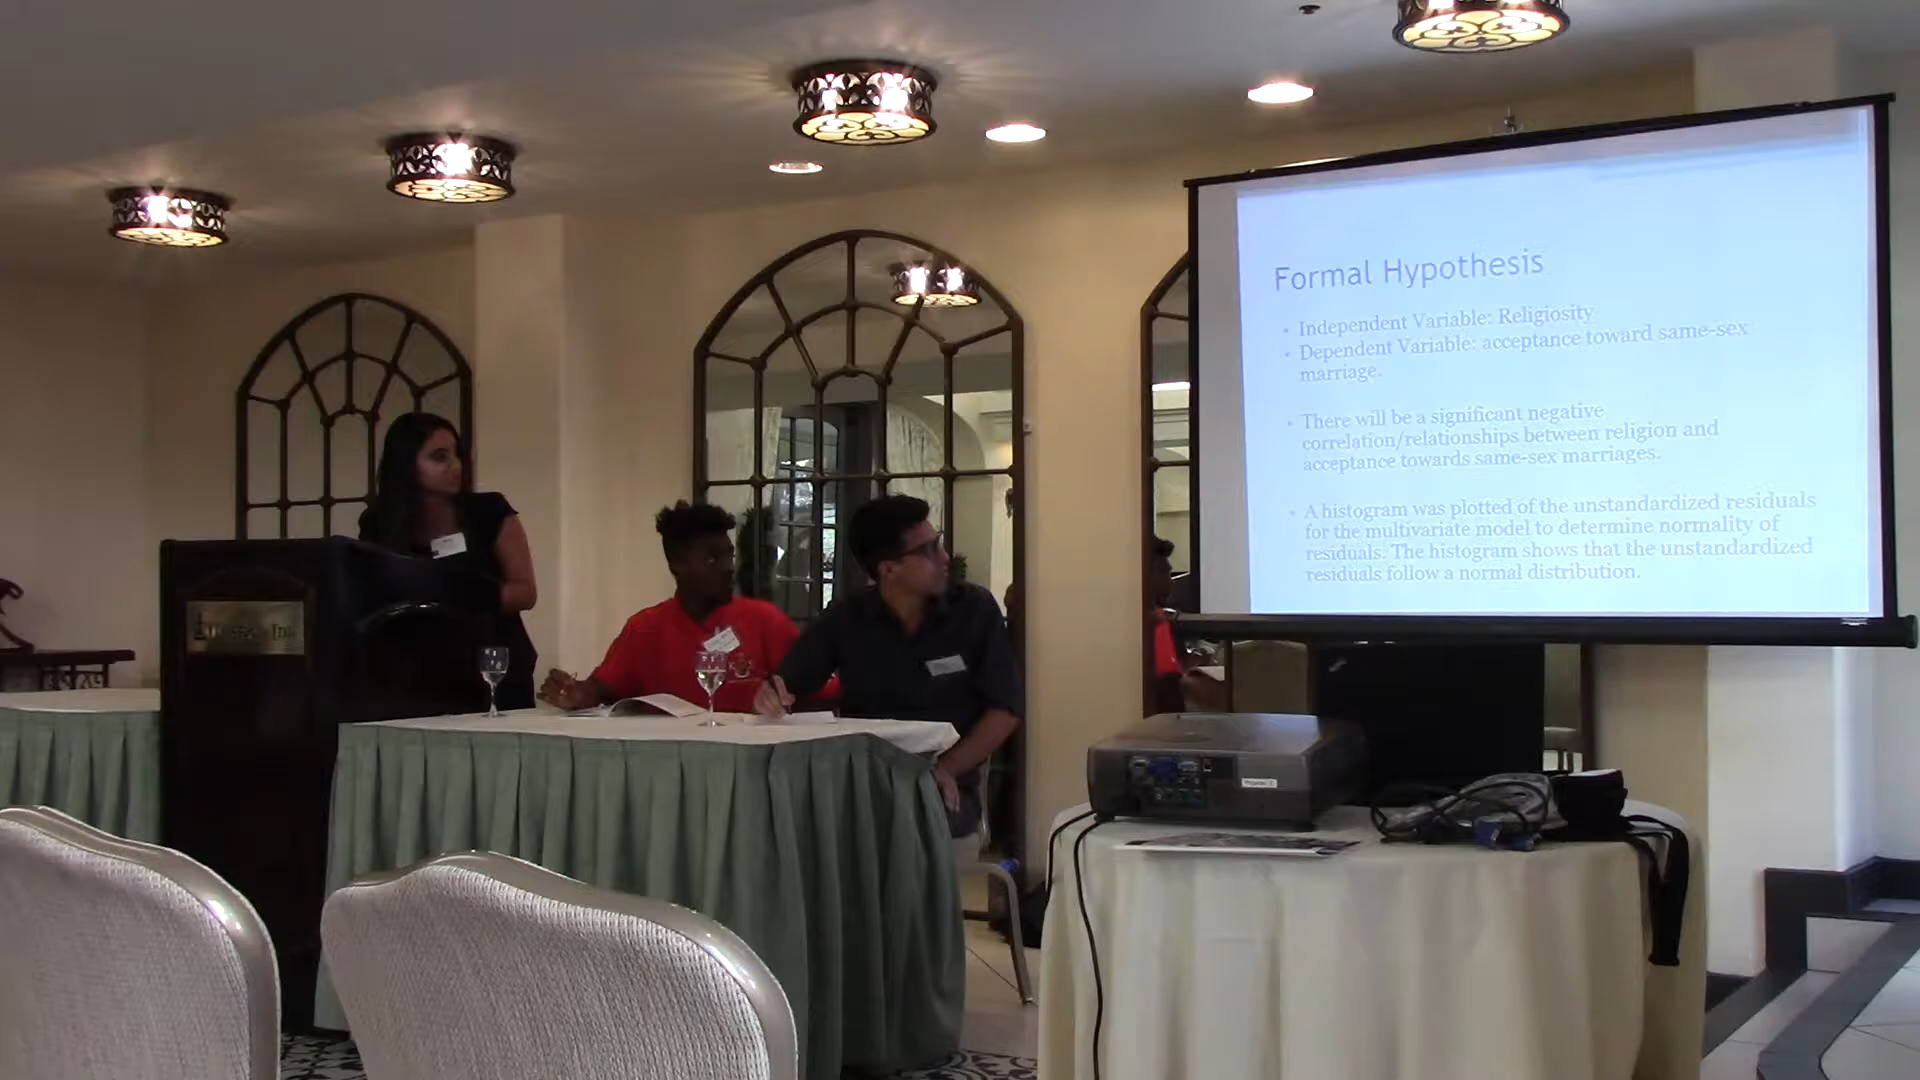 Formal Hypothesis
• Independent Variable: Religiosity
• Dependent Variable: acceptance toward same-sex
marriage.
• There will be a significant negative
correlation/relationships between religion and
acceptance towards same-sex marriages.
• A histogram was plotted of the unstandardized residuals
for the multivariate model to determine normality of
residuals. The histogram shows that the unstandardized
residuals follow a normal distribution.